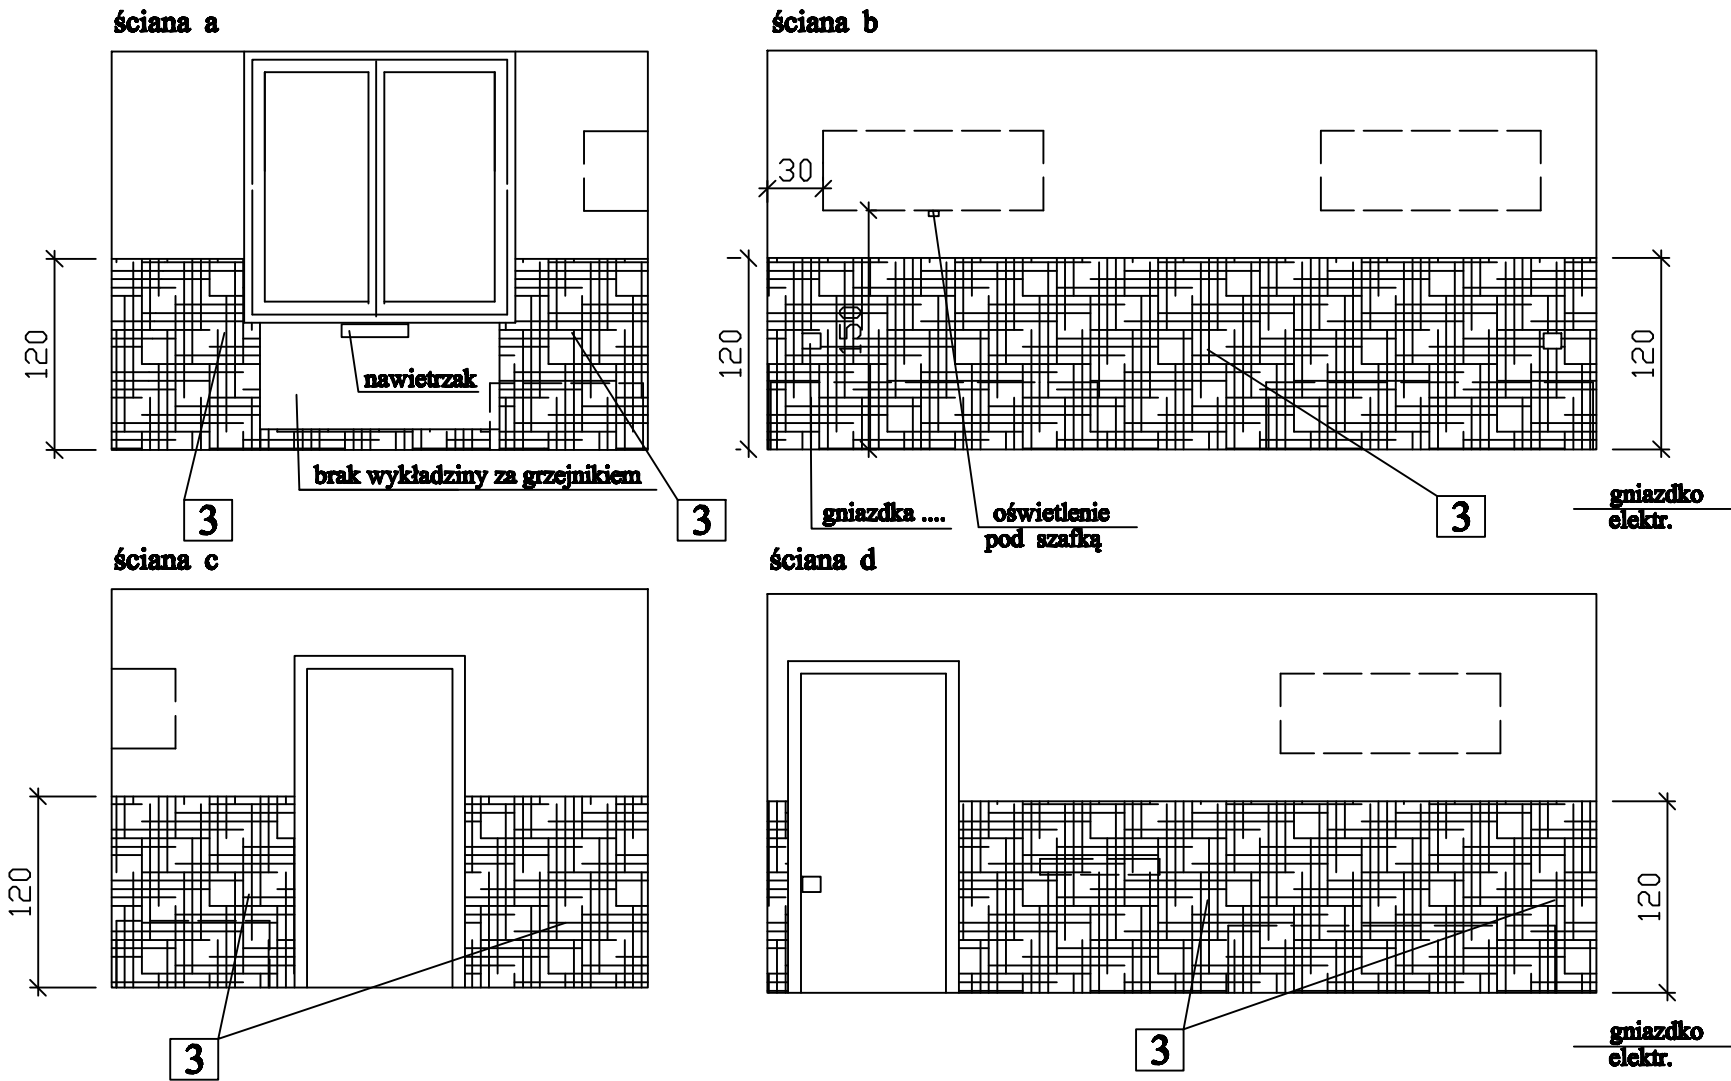 ściana a
ściana b
30
120
nawietrzak
brak wykładziny za grzejnikiem
3
3
120
150
120
gniazdka ....
oświetlenie
pod szafką
3
gniazdko
elektr.
ściana c
ściana d
120
3
120
3
gniazdko
elektr.